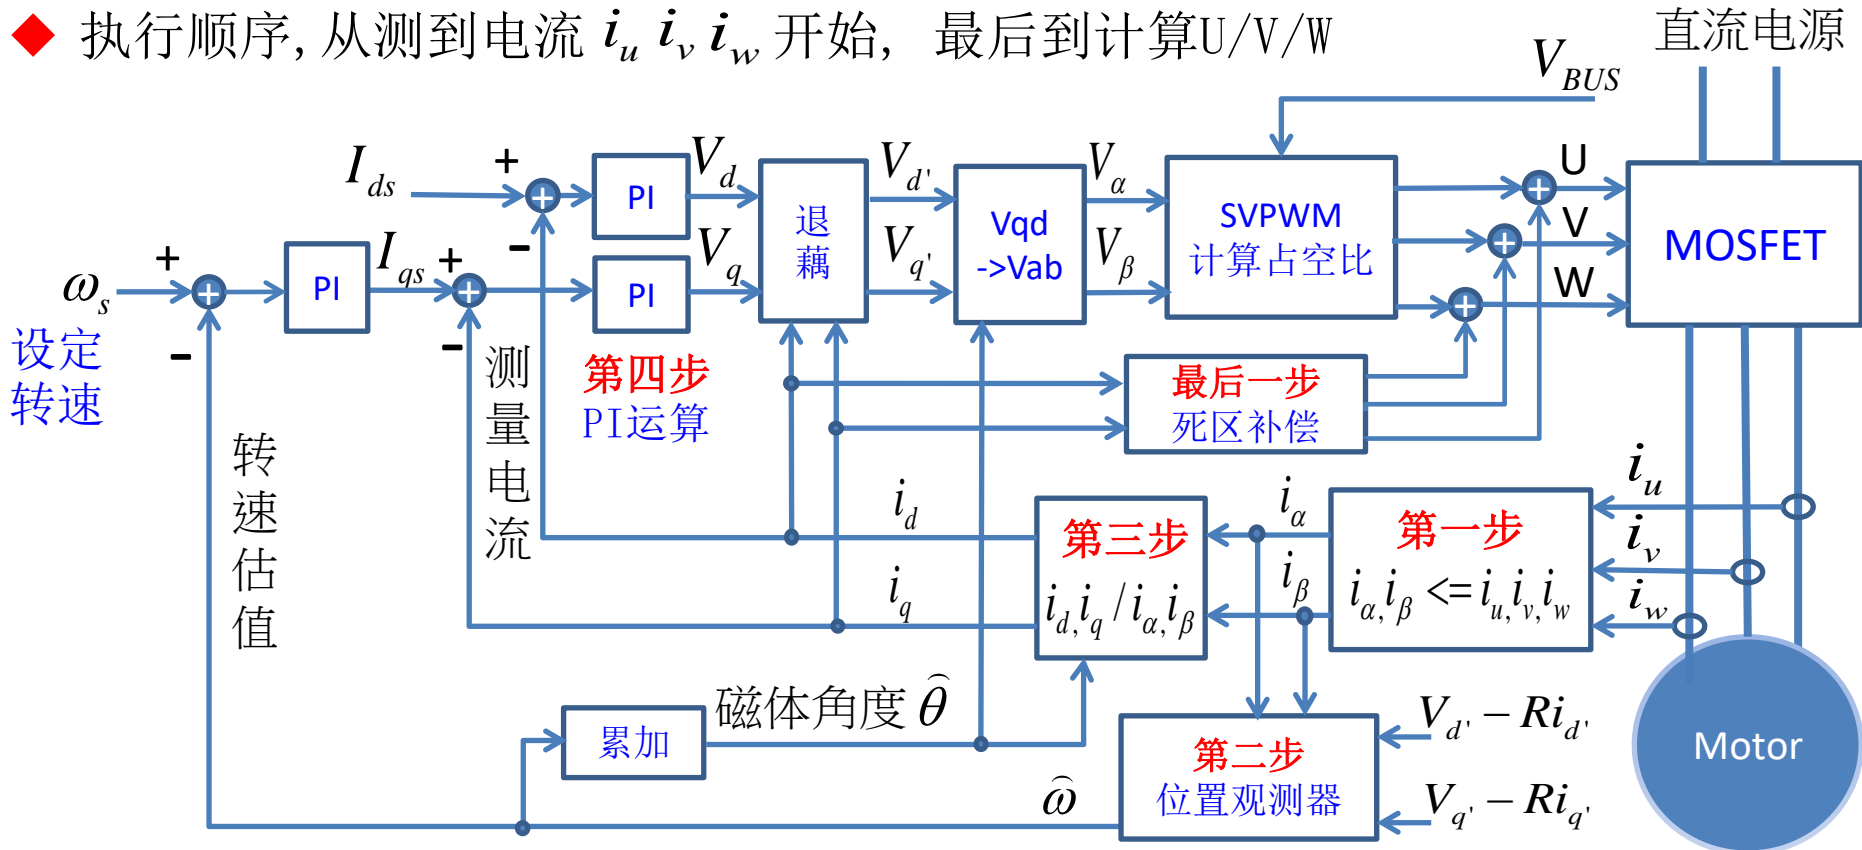 执行顺序, 从测到电流 i_u i_v i_w 开始, 最后到计算U/V/W
直流电源
V_BUS
I_ds
+
-
PI
V_d
退藕
V_d'
Vqd
->Vab
V_α
SVPWM
计算占空比
U
V
W
MOSFET
ω_s
设定
转速
+
-
PI
I_qs
+
-
PI
V_q
V_q'
V_β
第四步
PI运算
测量电流
转速估值
最后一步
死区补偿
i_d
i_q
第三步
i_d,i_q / i_α,i_β
i_α
i_β
第一步
i_α,i_β <= i_u,i_v,i_w
i_u
i_v
i_w
累加
磁体角度 θ̂
ω̂
第二步
位置观测器
V_d' − Ri_d'
V_q' − Ri_q'
Motor